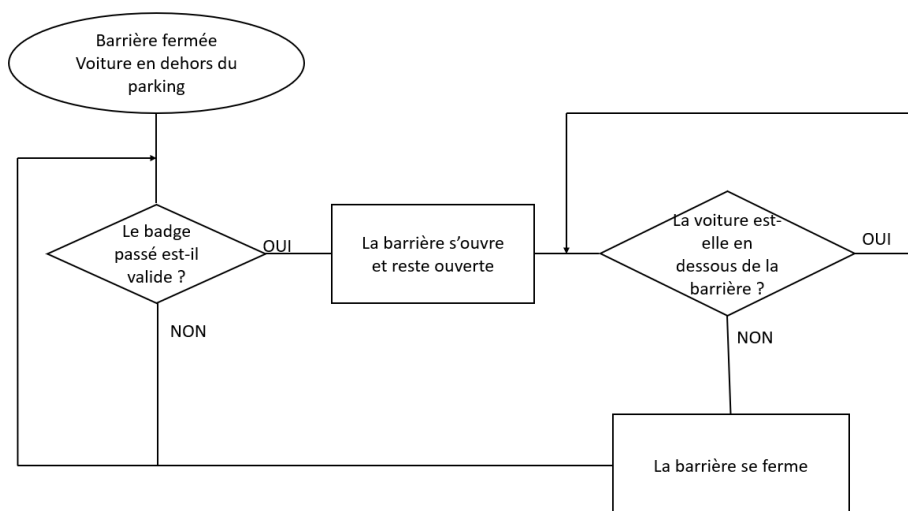 Barrière fermée
Voiture en dehors du
parking
Le badge
passé est-il
valide ?
OUI
NON
La barrière s’ouvre
et reste ouverte
La voiture est-
elle en
dessous de la
barrière ?
OUI
NON
La barrière se ferme